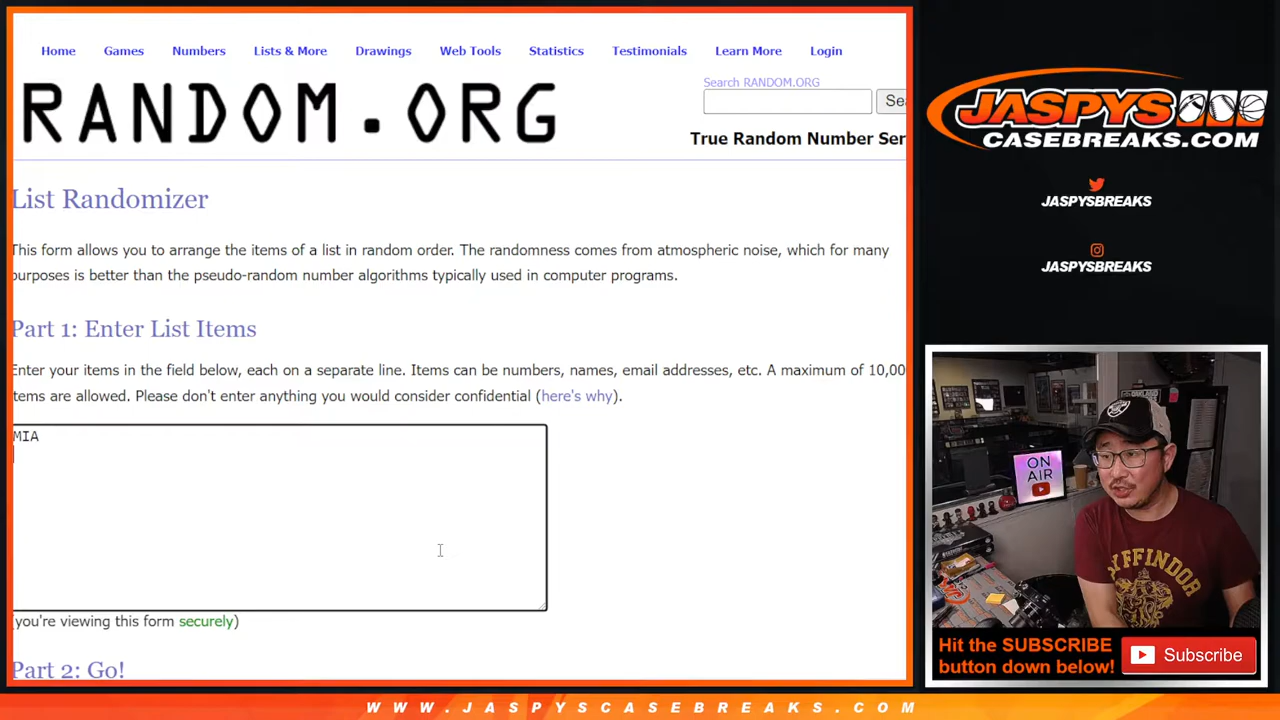 Home Games Numbers Lists & More Drawings Web Tools Statistics Testimonials Learn More Login
RANDOM.ORG
Search RANDOM.ORG
Sea
True Random Number Ser
List Randomizer
This form allows you to arrange the items of a list in random order. The randomness comes from atmospheric noise, which for many
purposes is better than the pseudo-random number algorithms typically used in computer programs.
Part 1: Enter List Items
Enter your items in the field below, each on a separate line. Items can be numbers, names, email addresses, etc. A maximum of 10,00
items are allowed. Please don't enter anything you would consider confidential (here's why).
MIA
(you're viewing this form securely)
Part 2: Go!
JASPYS
CASEBREAKS.COM
JASPYSBREAKS
JASPYSBREAKS
ON
AIR
GRYFFINDOR
Hit the SUBSCRIBE
button down below!
Subscribe
WWW.JASPYSCASEBREAKS.COM